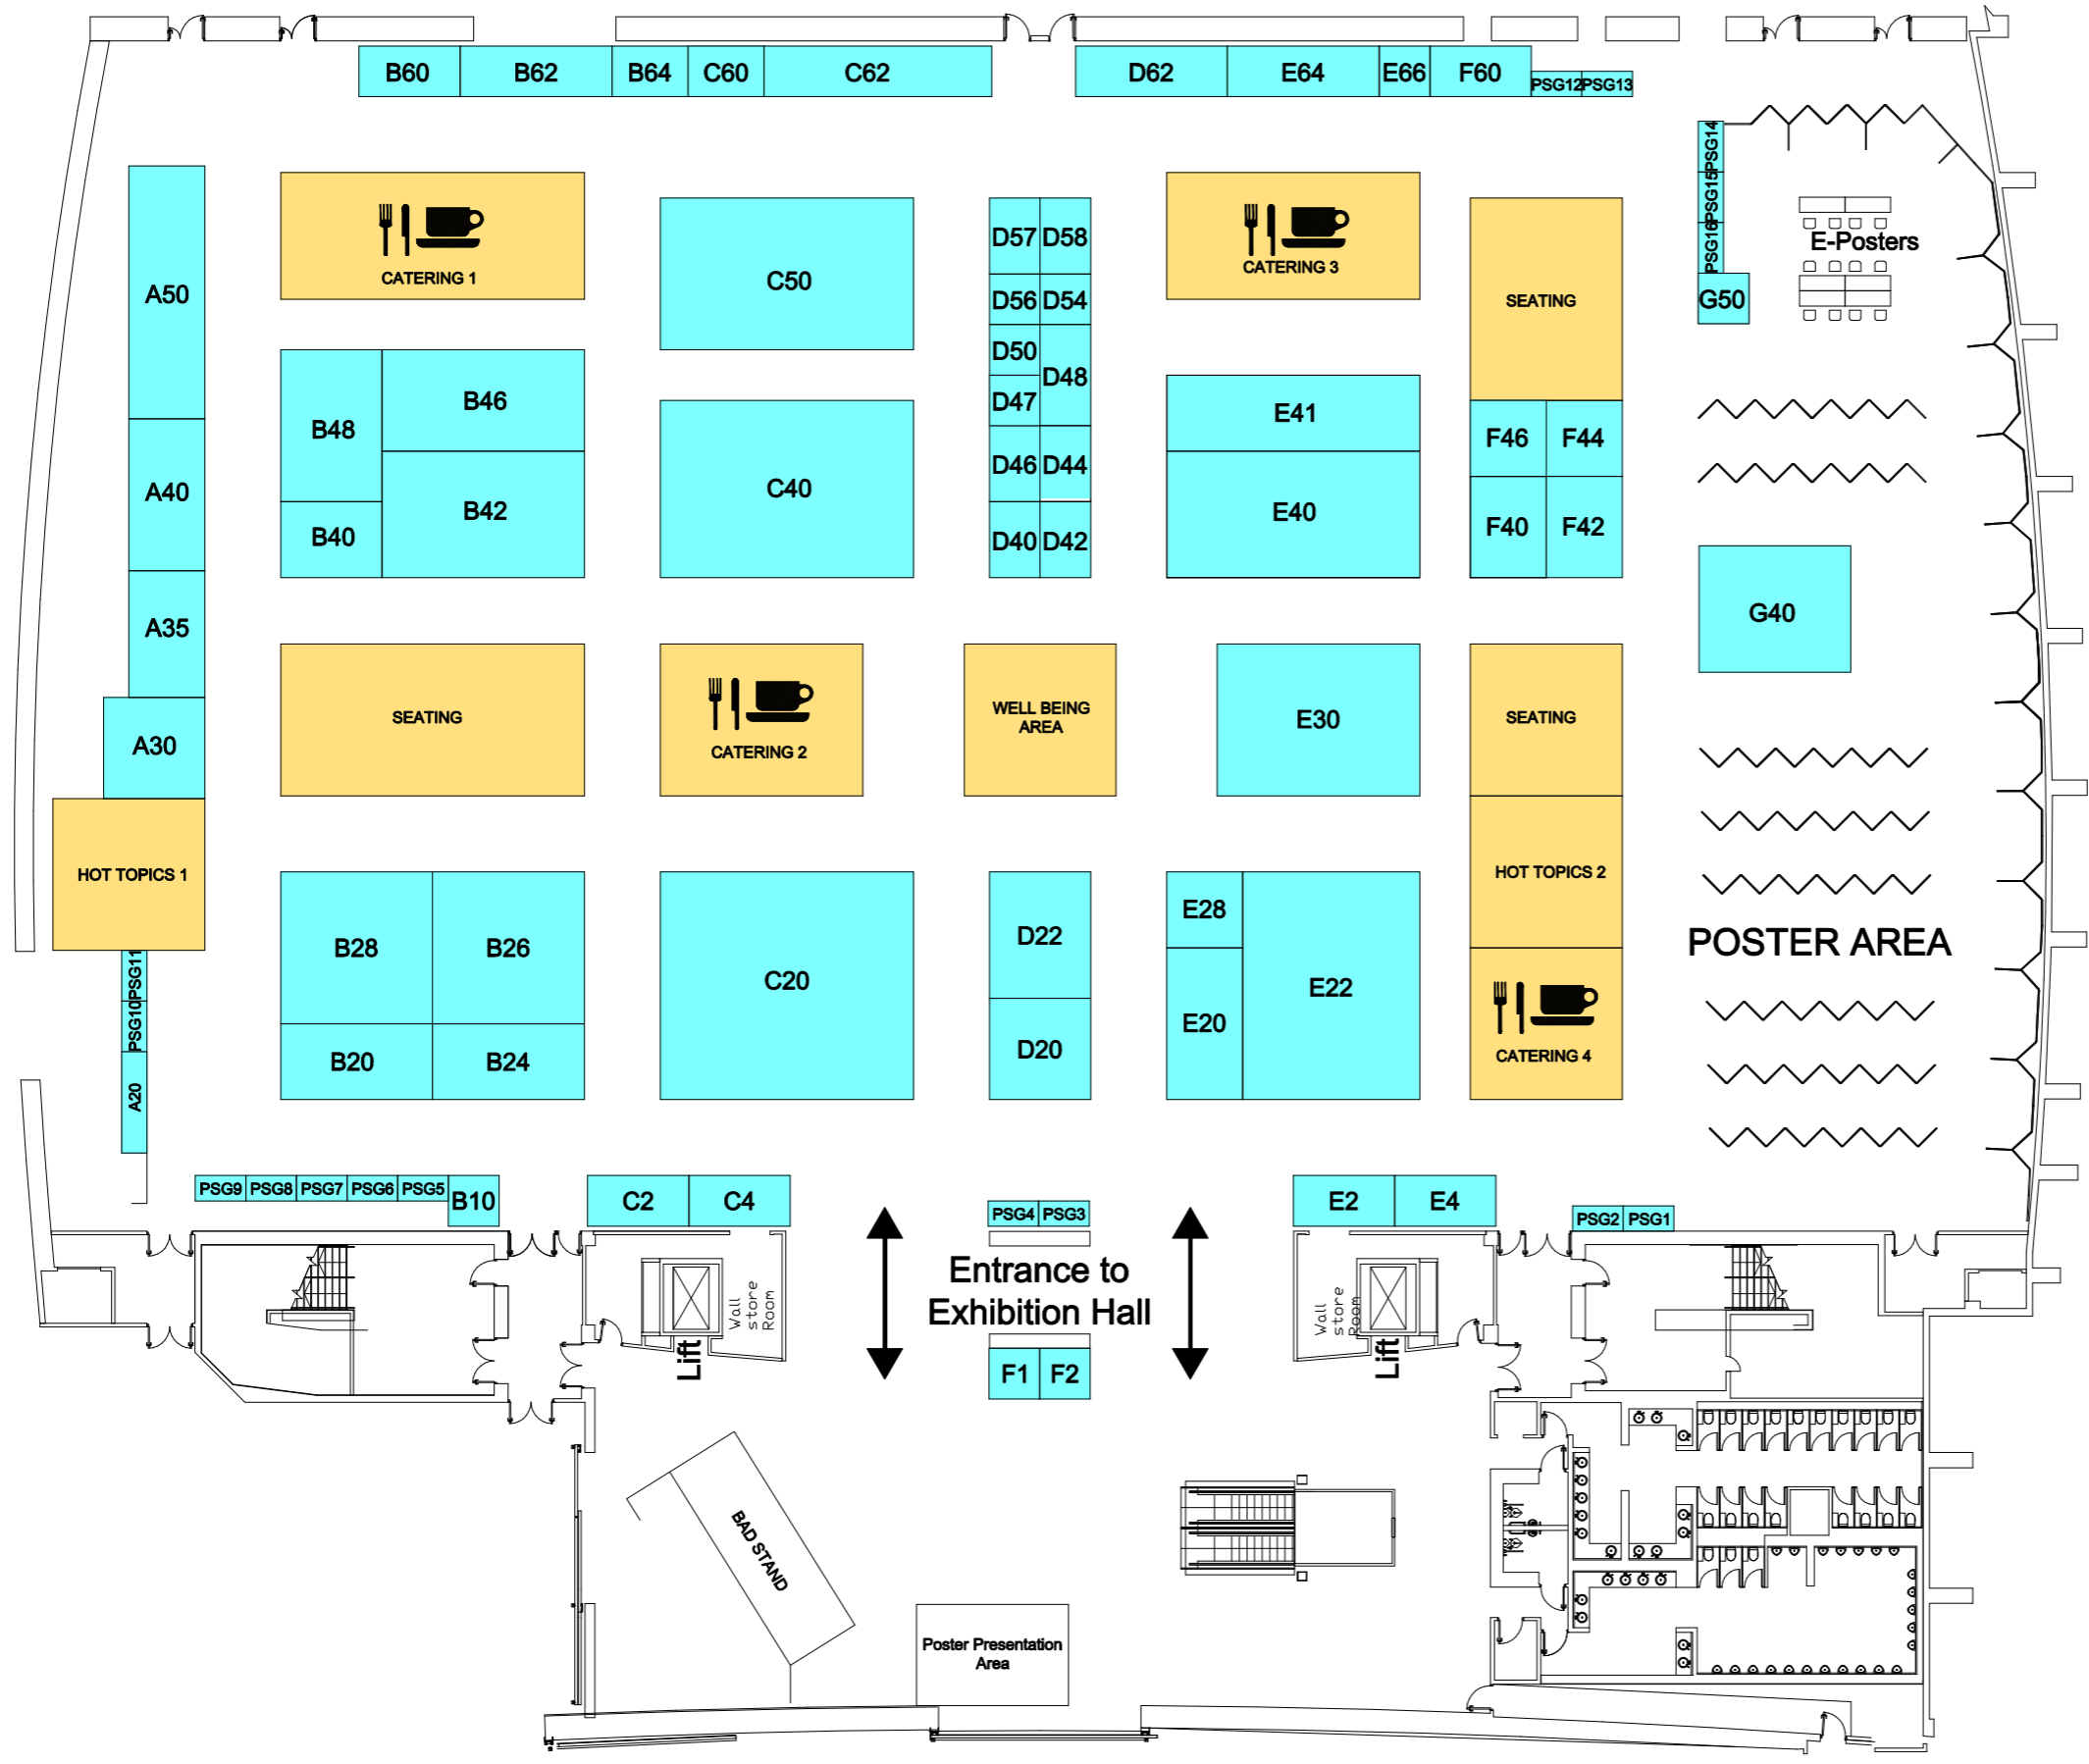 B60
B62
B64
C60
C62
D62
E64
E66
F60
PSG12
PSG13
PSG14
PSG15
PSG16
G50
E-Posters
A50
CATERING 1
C50
D57
D58
D56
D54
D50
D48
D47
CATERING 3
SEATING
A40
B48
B46
B42
B40
C40
D46
D44
D40
D42
E41
E40
F46
F44
F40
F42
G40
A35
A30
SEATING
CATERING 2
WELL BEING
AREA
E30
SEATING
HOT TOPICS 1
HOT TOPICS 2
B28
B26
B20
B24
C20
D22
D20
E28
E20
E22
CATERING 4
POSTER AREA
PSG11
PSG10
A20
PSG9
PSG8
PSG7
PSG6
PSG5
B10
C2
C4
PSG4
PSG3
E2
E4
PSG2
PSG1
Entrance to
Exhibition Hall
Wall
store
Room
Lift
Wall
store
Room
Lift
F1
F2
BAD STAND
Poster Presentation
Area